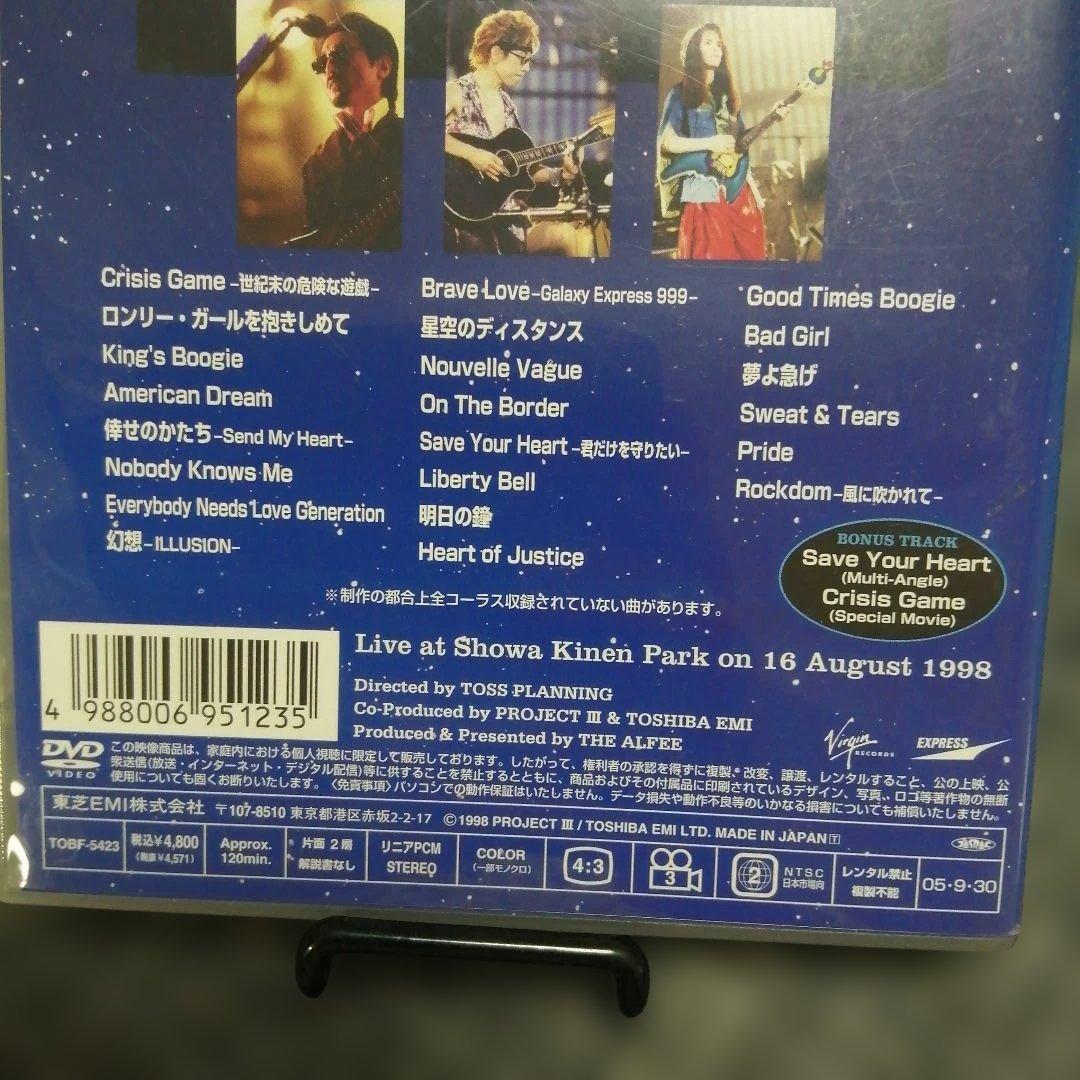 Crisis Game -世紀末の危険な遊戯-
ロンリー・ガールを抱きしめて
King's Boogie
American Dream
倖せのかたち-Send My Heart-
Nobody Knows Me
Everybody Needs Love Generation
幻想-ILLUSION-
Brave Love-Galaxy Express 999-
星空のディスタンス
Nouvelle Vague
On The Border
Save Your Heart -君だけを守りたい-
Liberty Bell
明日の鐘
Heart of Justice
Good Times Boogie
Bad Girl
夢よ急げ
Sweat & Tears
Pride
Rockdom-風に吹かれて-
BONUS TRACK
Save Your Heart
(Multi-Angle)
Crisis Game
(Special Movie)
※制作の都合上全コーラス収録されていない曲があります。
Live at Showa Kinen Park on 16 August 1998
Directed by TOSS PLANNING
Co-Produced by PROJECT III & TOSHIBA EMI
Produced & Presented by THE ALFEE
4 988006 951235
Virgin RECORDS
EXPRESS
DVD VIDEO
この映像商品は、家庭内における個人視聴に限定して販売しております。したがって、権利者の承認を得ずに複製、改変、譲渡、レンタルすること、公の上映、公
衆送信(放送・インターネット・デジタル配信)等に供することを禁止するとともに、商品およびその付属品に印刷されているデザイン、写真、ロゴ等著作物の無断
使用についても固くお断りいたします。〈免責事項〉パソコンでの動作保証はいたしません。データ損失や動作不良等のいかなる損害についても補償いたしません。
東芝EMI株式会社 〒107-8510 東京都港区赤坂2-2-17 ©1998 PROJECT III / TOSHIBA EMI LTD. MADE IN JAPAN T
JASRAC
TOBF-5423
税込¥4,800
(税抜¥4,571)
Approx.
120min.
片面2層
解説書なし
リニアPCM
STEREO
COLOR
(一部モノクロ)
4:3
3
2
NTSC
日本市場向
レンタル禁止
複製不能
05・9・30